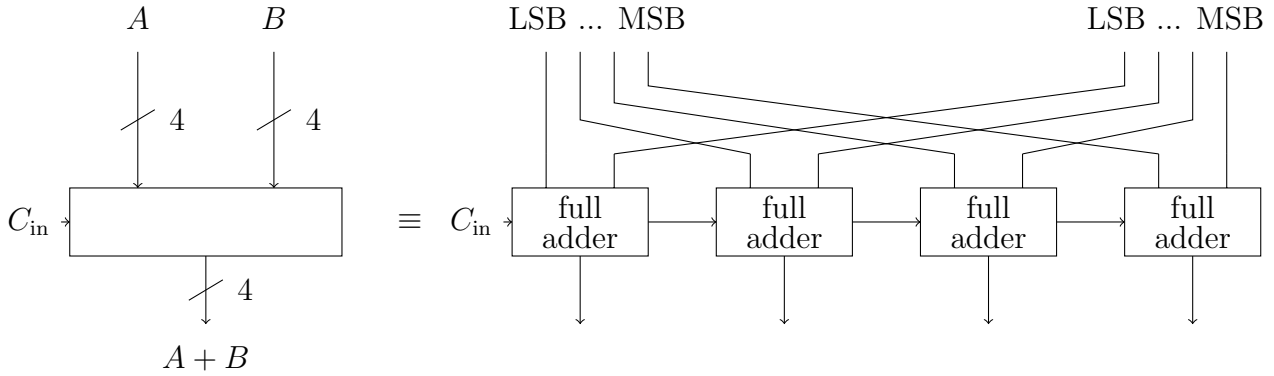 A B LSB ... MSB LSB ... MSB
4 4
C_in ≡ C_in full adder full adder full adder full adder
4
A + B